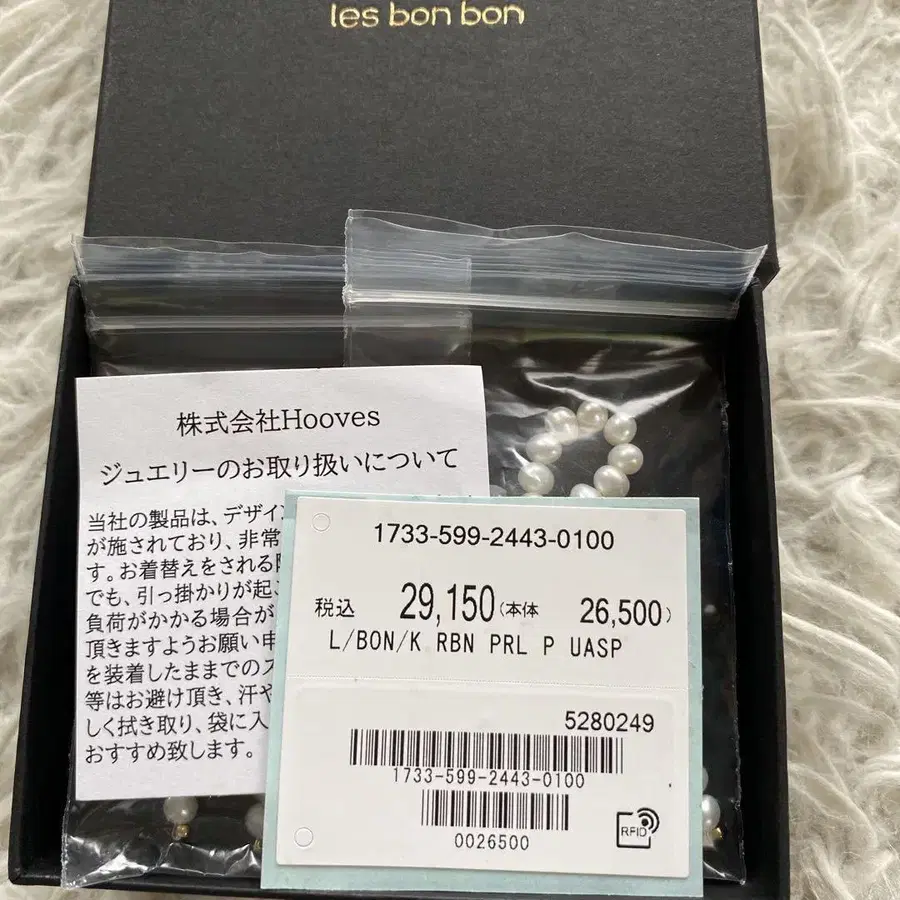 les bon bon
株式会社Hooves
ジュエリーのお取り扱いについて
当社の製品は、デザイン
が施されており、非常
す。お着替えをされる
でも、引っ掛かりが起こ
負荷がかかる場合が
頂きますようお願い申
を装着したままでのス
等はお避け頂き、汗や
しく拭き取り、袋に入
おすすめ致します。
1733-599-2443-0100
税込 29,150(本体 26,500)
L/BON/K RBN PRL P UASP
5280249
1733-599-2443-0100
0026500
RFID